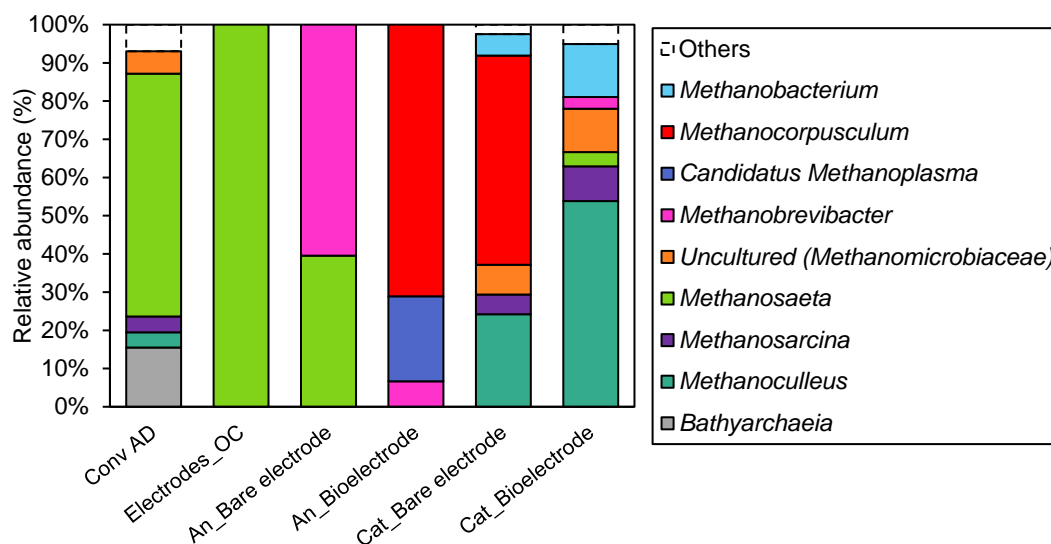 100%
90%
80%
70%
60%
50%
40%
30%
20%
10%
0%
Relative abundance (%)
Conv AD
Electrodes_OC
An_Bare electrode
An_Bioelectrode
Cat_Bare electrode
Cat_Bioelectrode
Others
Methanobacterium
Methanocorpusculum
Candidatus Methanoplasma
Methanobrevibacter
Uncultured (Methanomicrobiaceae)
Methanosaeta
Methanosarcina
Methanoculleus
Bathyarchaeia